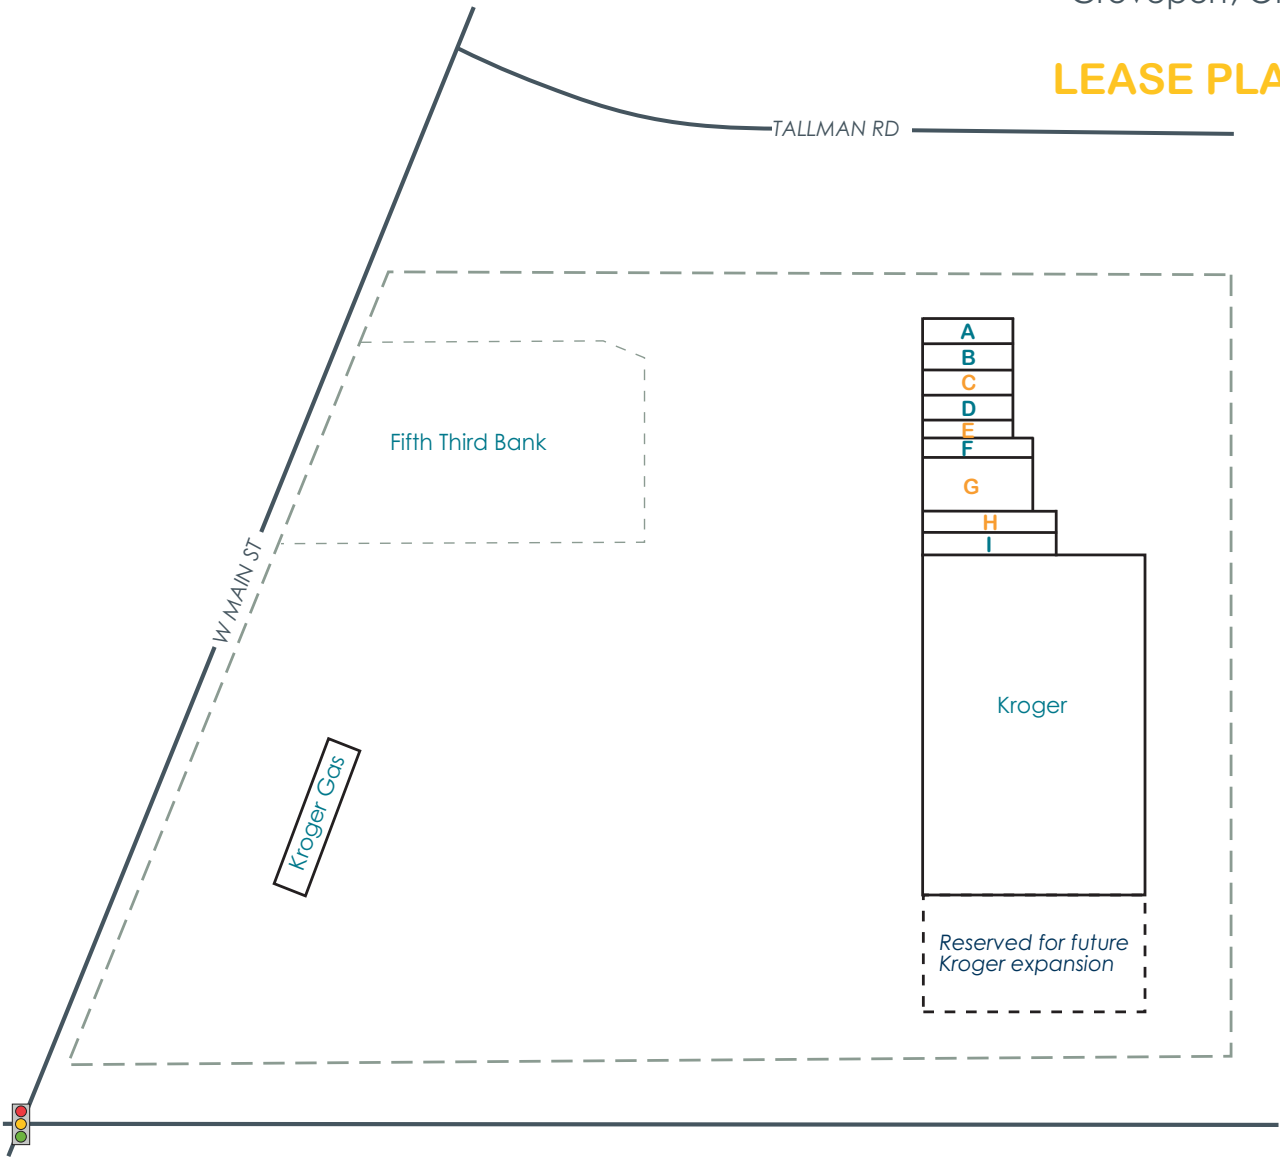 LEASE PLA
TALLMAN RD
A
B
C
D
E
F
G
H
I
Fifth Third Bank
W MAIN ST
Kroger
Kroger Gas
Reserved for future
Kroger expansion